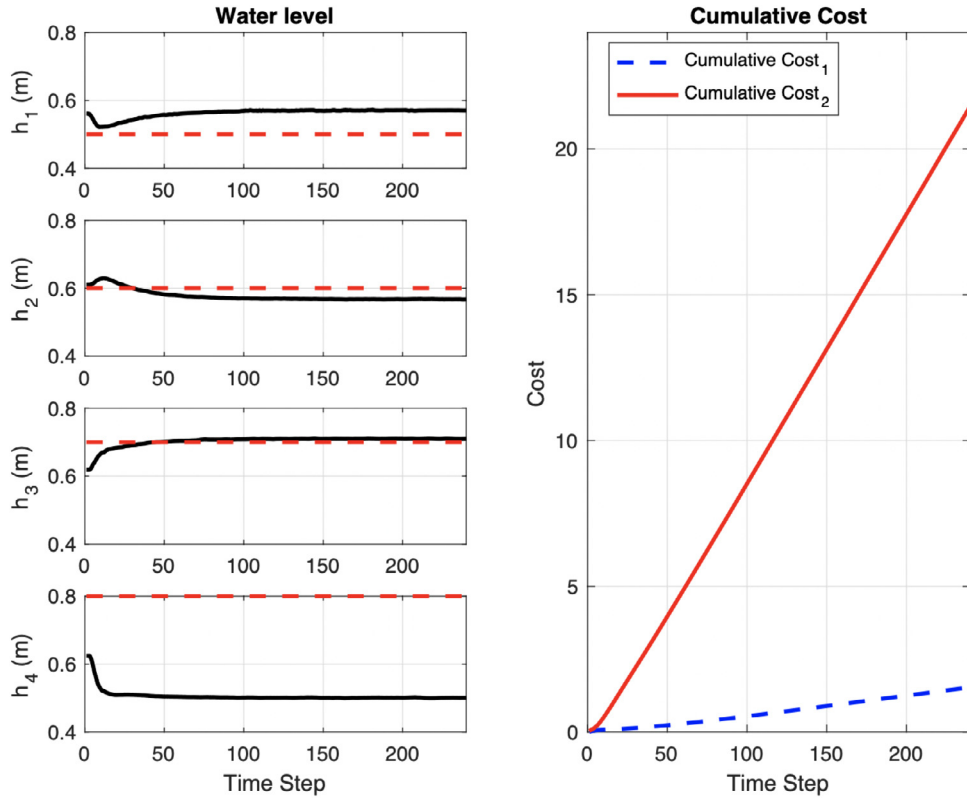 Water level
0.8
0.6
0.4
h1 (m)
0 50 100 150 200
0.8
0.6
0.4
h2 (m)
0 50 100 150 200
0.8
0.6
0.4
h3 (m)
0 50 100 150 200
0.8
0.6
0.4
h4 (m)
0 50 100 150 200
Time Step
Cumulative Cost
Cumulative Cost1
Cumulative Cost2
20
15
10
5
0
Cost
0 50 100 150 200
Time Step